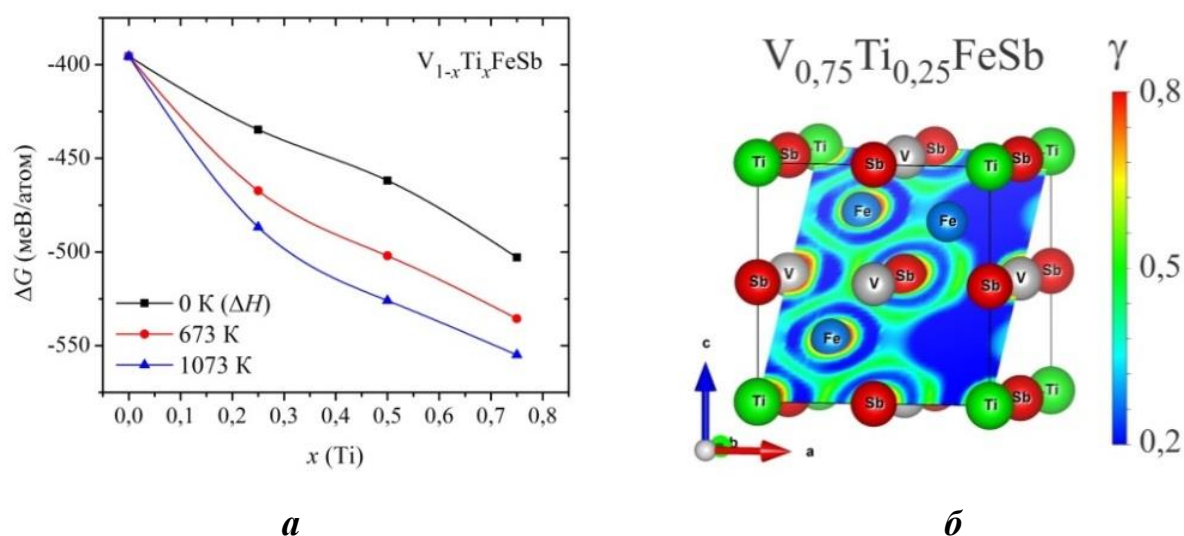 V₁₋ₓTiₓFeSb
-400
-450
-500
-550
ΔG (меВ/атом)
0 K (ΔH)
673 K
1073 K
0,0 0,1 0,2 0,3 0,4 0,5 0,6 0,7 0,8
x (Ti)
а
V₀,₇₅Ti₀,₂₅FeSb γ
0,8
0,5
0,2
Ti Sb Ti Sb V Sb Ti Sb Ti
Fe Fe
Sb V V Sb Sb V Sb
Fe
Ti Sb Ti Sb Ti
c
b
a
б